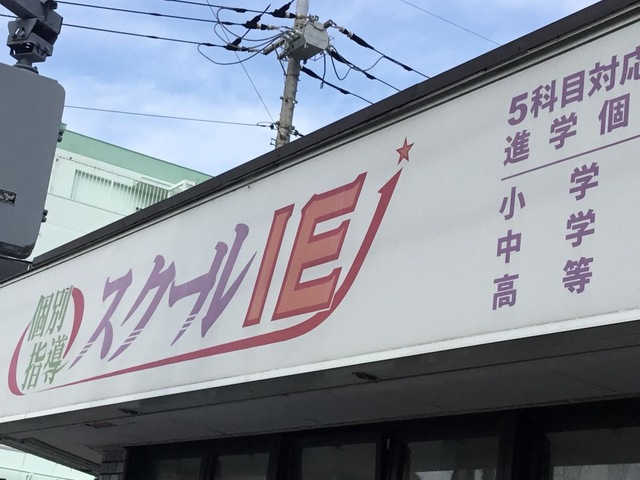 個別
指導
スクールIE
5科目対応
進学個
小学
中学
高等